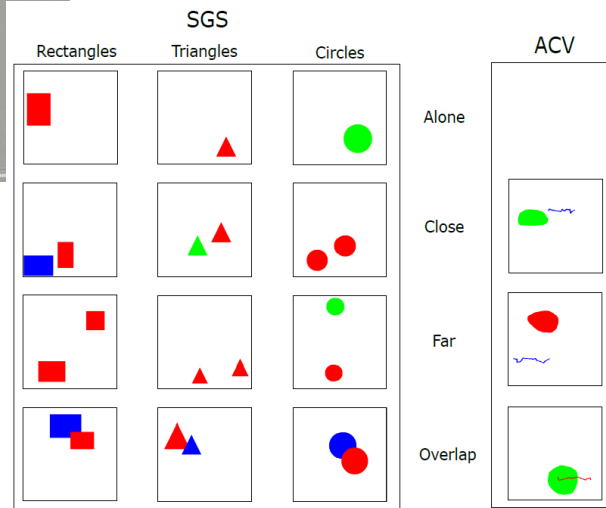 SGS
Rectangles Triangles Circles
ACV
Alone
Close
Far
Overlap